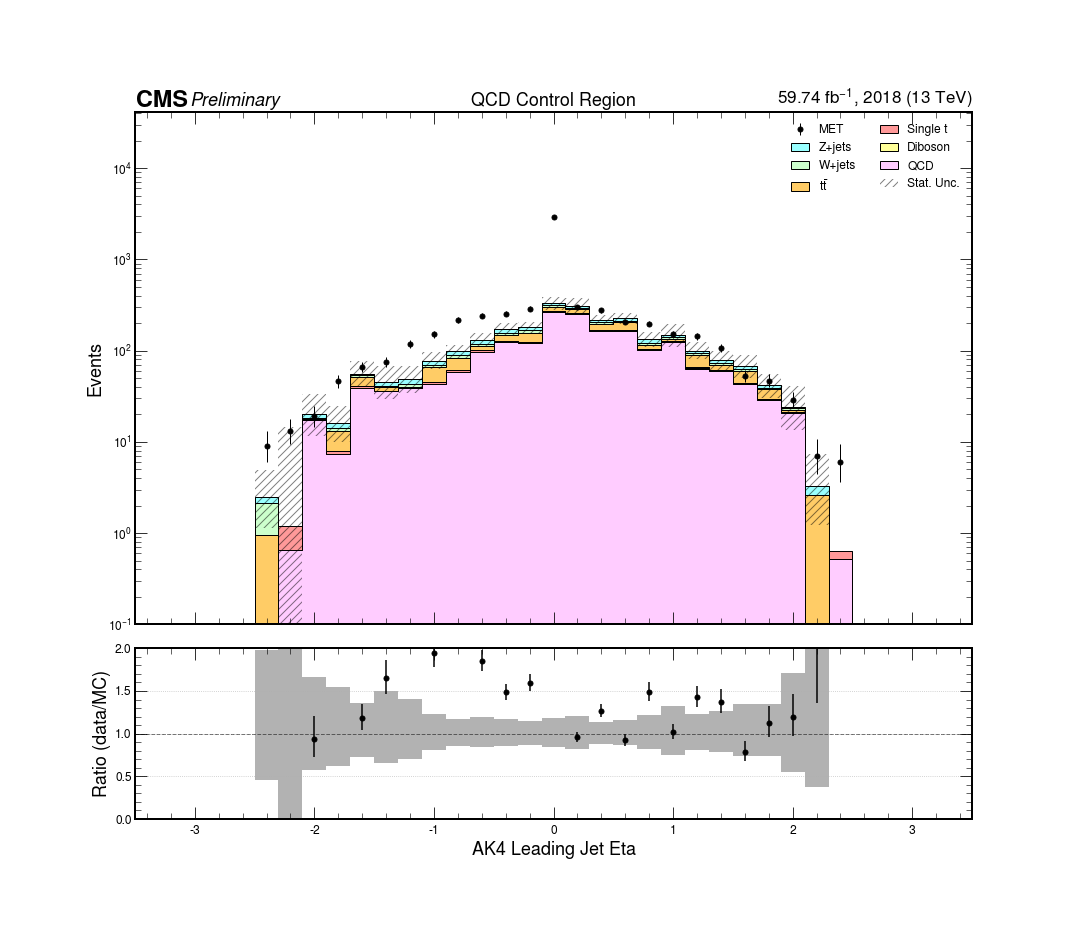 CMS Preliminary QCD Control Region 59.74 fb⁻¹, 2018 (13 TeV)
MET Single t
Z+jets Diboson
W+jets QCD
tt̄ Stat. Unc.
Events
10⁴
10³
10²
10¹
10⁰
10⁻¹
Ratio (data/MC)
2.0
1.5
1.0
0.5
0.0
-3 -2 -1 0 1 2 3
AK4 Leading Jet Eta